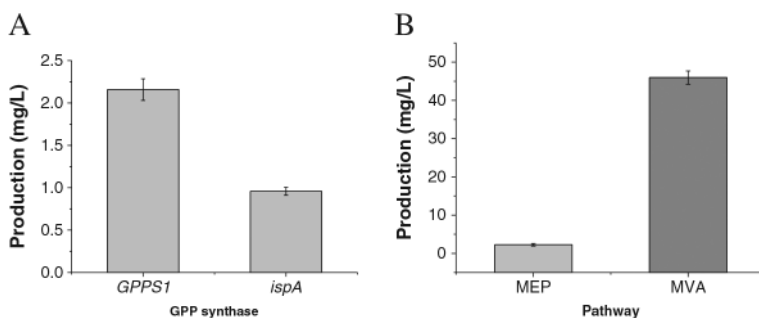 A
Production (mg/L)
2.5
2.0
1.5
1.0
0.5
0.0
GPPS1
ispA
GPP synthase
B
Production (mg/L)
50
40
30
20
10
0
MEP
MVA
Pathway